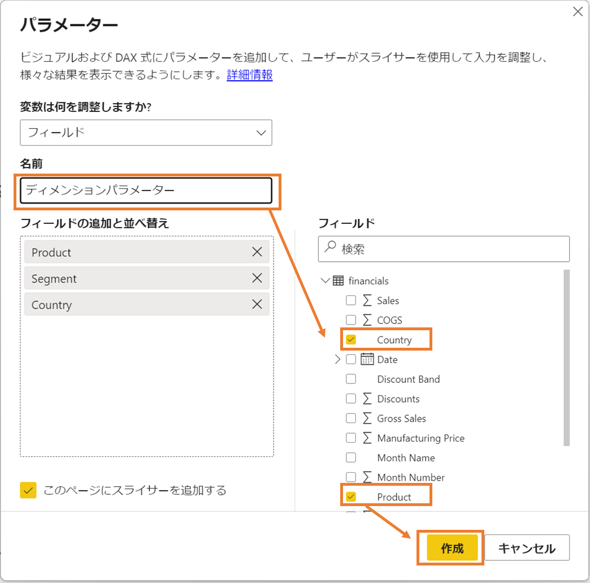 パラメーター
ビジュアルおよび DAX 式にパラメーターを追加して、ユーザーがスライサーを使用して入力を調整し、
様々な結果を表示できるようにします。詳細情報
変数は何を調整しますか?
フィールド
名前
ディメンションパラメーター
フィールドの追加と並べ替え
Product
Segment
Country
このページにスライサーを追加する
フィールド
検索
financials
Sales
COGS
Country
Date
Discount Band
Discounts
Gross Sales
Manufacturing Price
Month Name
Month Number
Product
作成
キャンセル